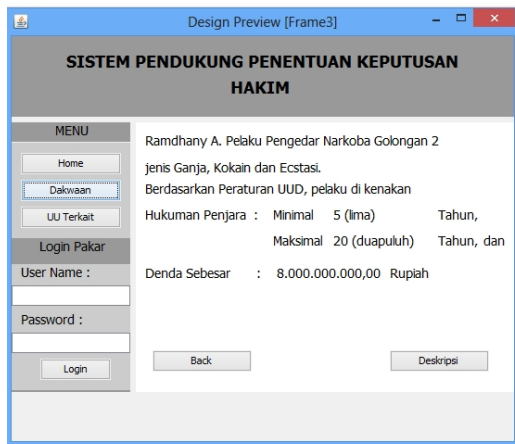 Design Preview [Frame3]
SISTEM PENDUKUNG PENENTUAN KEPUTUSAN
HAKIM
MENU
Home
Dakwaan
UU Terkait
Login Pakar
User Name :
Password :
Login
Ramdhany A. Pelaku Pengedar Narkoba Golongan 2
jenis Ganja, Kokain dan Ecstasi.
Berdasarkan Peraturan UUD, pelaku di kenakan
Hukuman Penjara : Minimal 5 (lima) Tahun,
Maksimal 20 (duapuluh) Tahun, dan
Denda Sebesar : 8.000.000.000,00 Rupiah
Back
Deskripsi